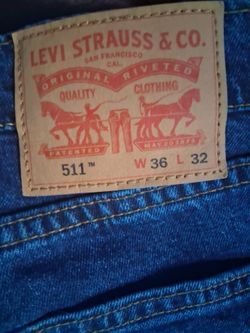 LEVI STRAUSS & CO.
SAN FRANCISCO
CAL.
ORIGINAL RIVETED
QUALITY CLOTHING
PATENTED MAY 20 1873
511™ W 36 L 32